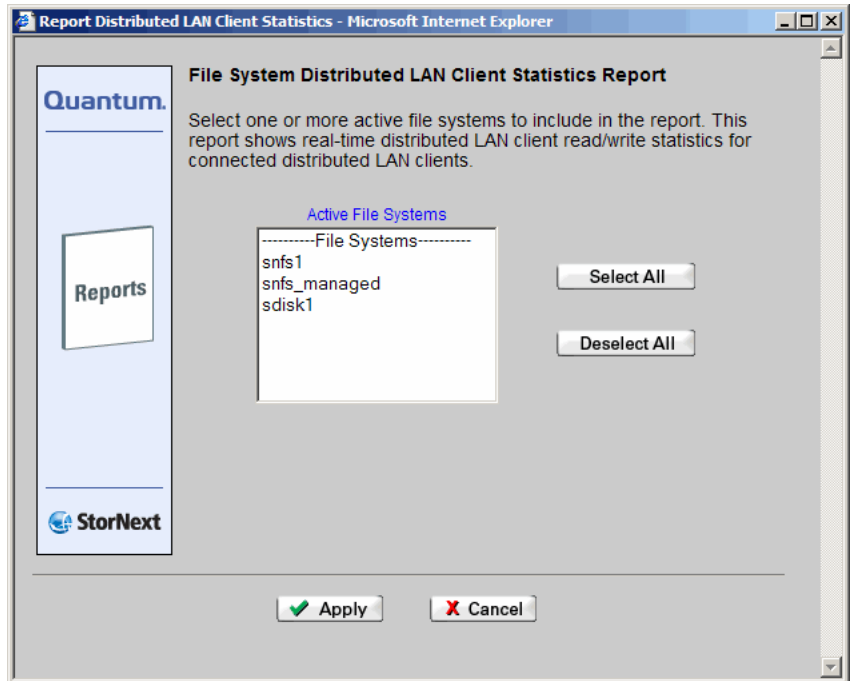 Report Distributed LAN Client Statistics - Microsoft Internet Explorer
Quantum.
File System Distributed LAN Client Statistics Report
Select one or more active file systems to include in the report. This
report shows real-time distributed LAN client read/write statistics for
connected distributed LAN clients.
Active File Systems
----------File Systems----------
snfs1
snfs_managed
sdisk1
Select All
Deselect All
Reports
StorNext
Apply
Cancel